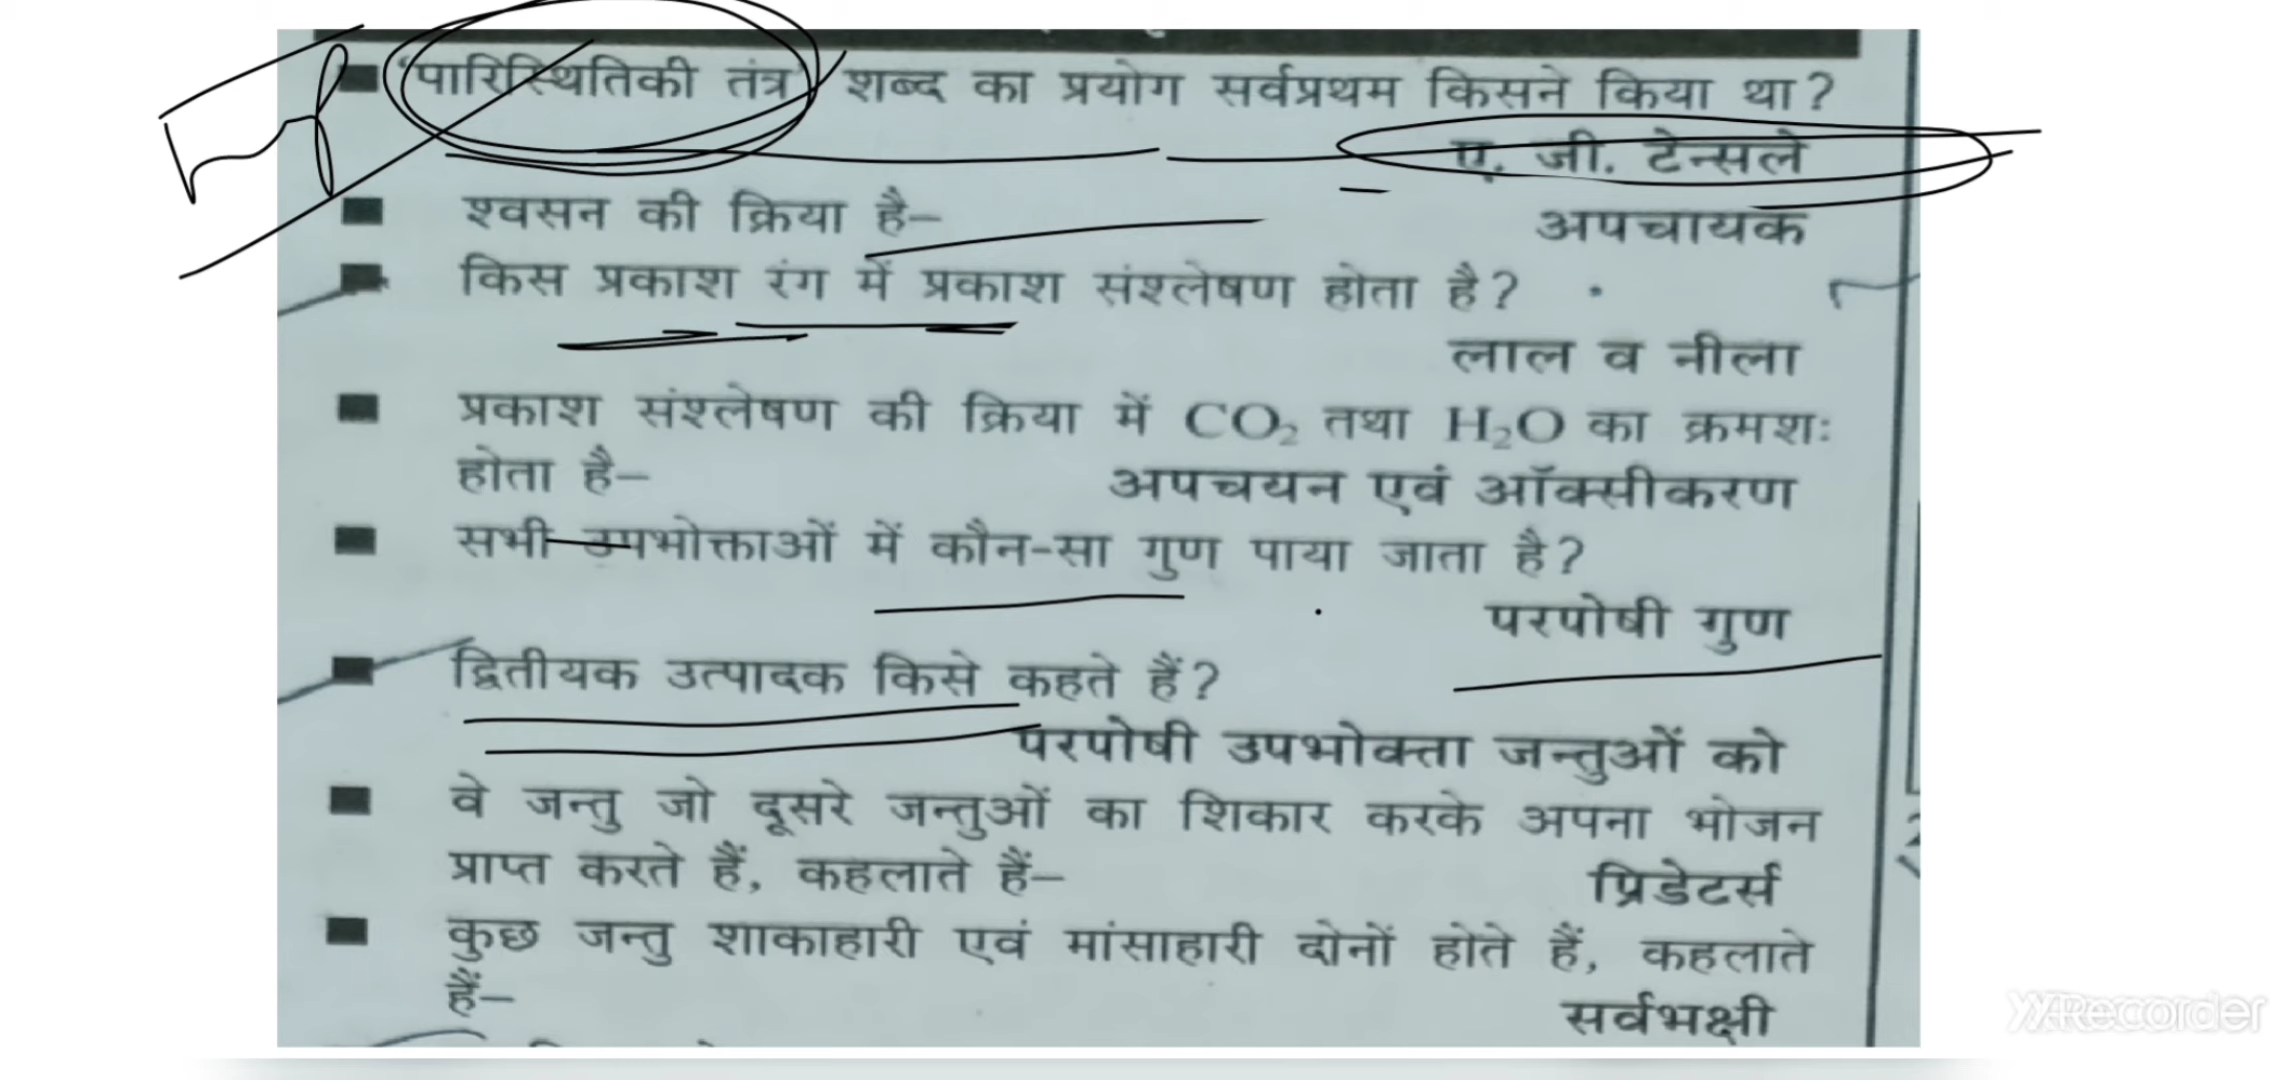 'पारिस्थितिकी तंत्र' शब्द का प्रयोग सर्वप्रथम किसने किया था?
ए. जी. टेन्सले
श्वसन की क्रिया है– अपचायक
किस प्रकाश रंग में प्रकाश संश्लेषण होता है?
लाल व नीला
प्रकाश संश्लेषण की क्रिया में CO₂ तथा H₂O का क्रमशः
होता है– अपचयन एवं ऑक्सीकरण
सभी उपभोक्ताओं में कौन-सा गुण पाया जाता है?
परपोषी गुण
द्वितीयक उत्पादक किसे कहते हैं?
परपोषी उपभोक्ता जन्तुओं को
वे जन्तु जो दूसरे जन्तुओं का शिकार करके अपना भोजन
प्राप्त करते हैं, कहलाते हैं– प्रिडेटर्स
कुछ जन्तु शाकाहारी एवं मांसाहारी दोनों होते हैं, कहलाते
हैं– सर्वभक्षी
XRecorder